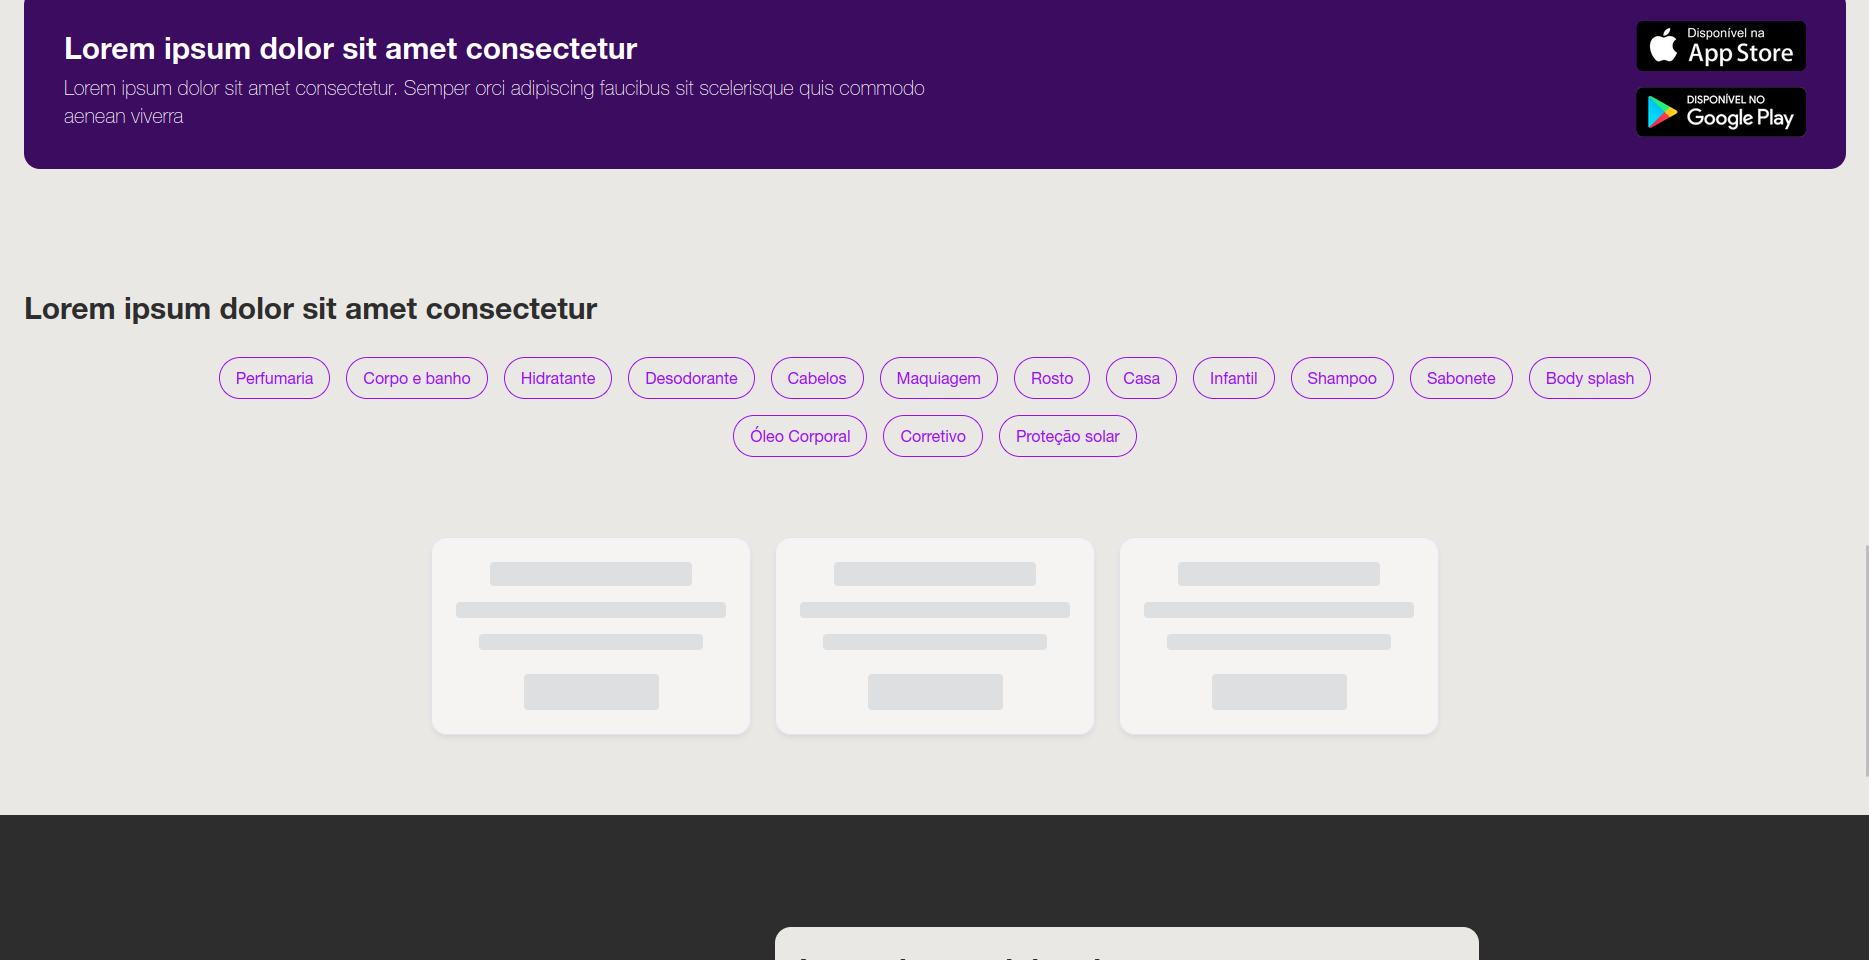 Lorem ipsum dolor sit amet consectetur
Lorem ipsum dolor sit amet consectetur. Semper orci adipiscing faucibus sit scelerisque quis commodo
aenean viverra
Disponível na
App Store
DISPONÍVEL NO
Google Play
Lorem ipsum dolor sit amet consectetur
Perfumaria Corpo e banho Hidratante Desodorante Cabelos Maquiagem Rosto Casa Infantil Shampoo Sabonete Body splash
Óleo Corporal Corretivo Proteção solar